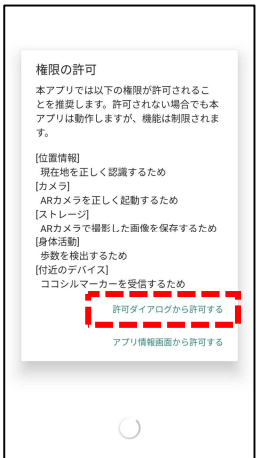 権限の許可
本アプリでは以下の権限が許可されるこ
とを推奨します。許可されない場合でも本
アプリは動作しますが、機能は制限されま
す。
[位置情報]
現在地を正しく認識するため
[カメラ]
ARカメラを正しく起動するため
[ストレージ]
ARカメラで撮影した画像を保存するため
[身体活動]
歩数を検出するため
[付近のデバイス]
ココシルマーカーを受信するため
許可ダイアログから許可する
アプリ情報画面から許可する